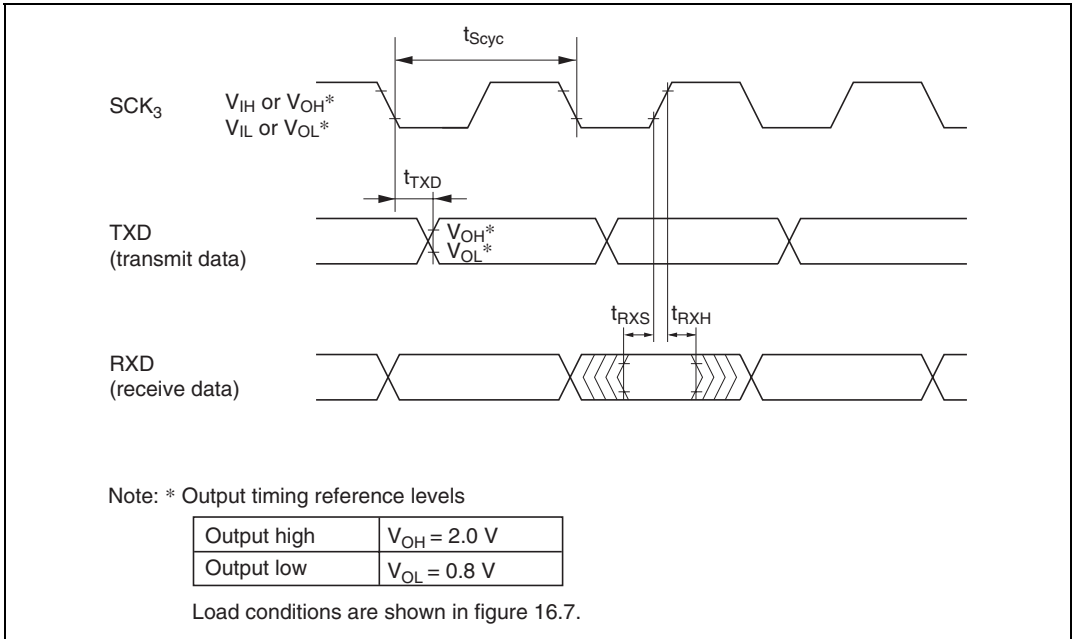 tScyc
SCK3
VIH or VOH*
VIL or VOL*
tTXD
TXD
(transmit data)
VOH*
VOL*
tRXS
tRXH
RXD
(receive data)
Note: * Output timing reference levels
Output high VOH = 2.0 V
Output low VOL = 0.8 V
Load conditions are shown in figure 16.7.